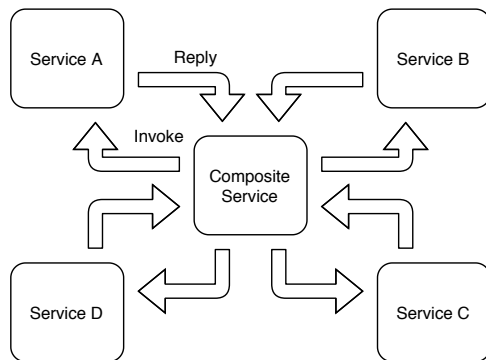 Service A
Reply
Service B
Invoke
Composite
Service
Service D
Service C